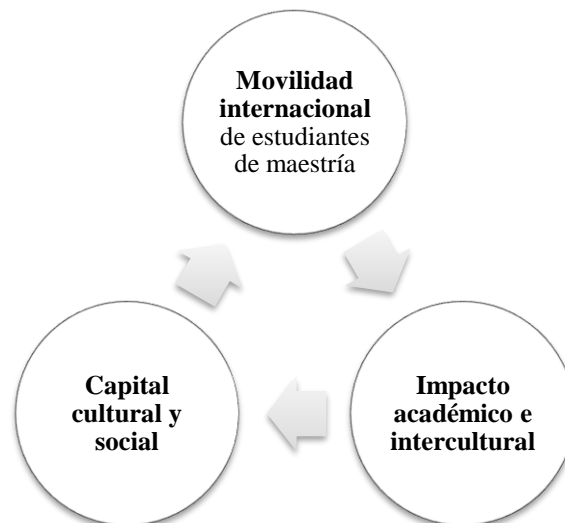 Movilidad
internacional
de estudiantes
de maestría
Capital
cultural y
social
Impacto
académico e
intercultural